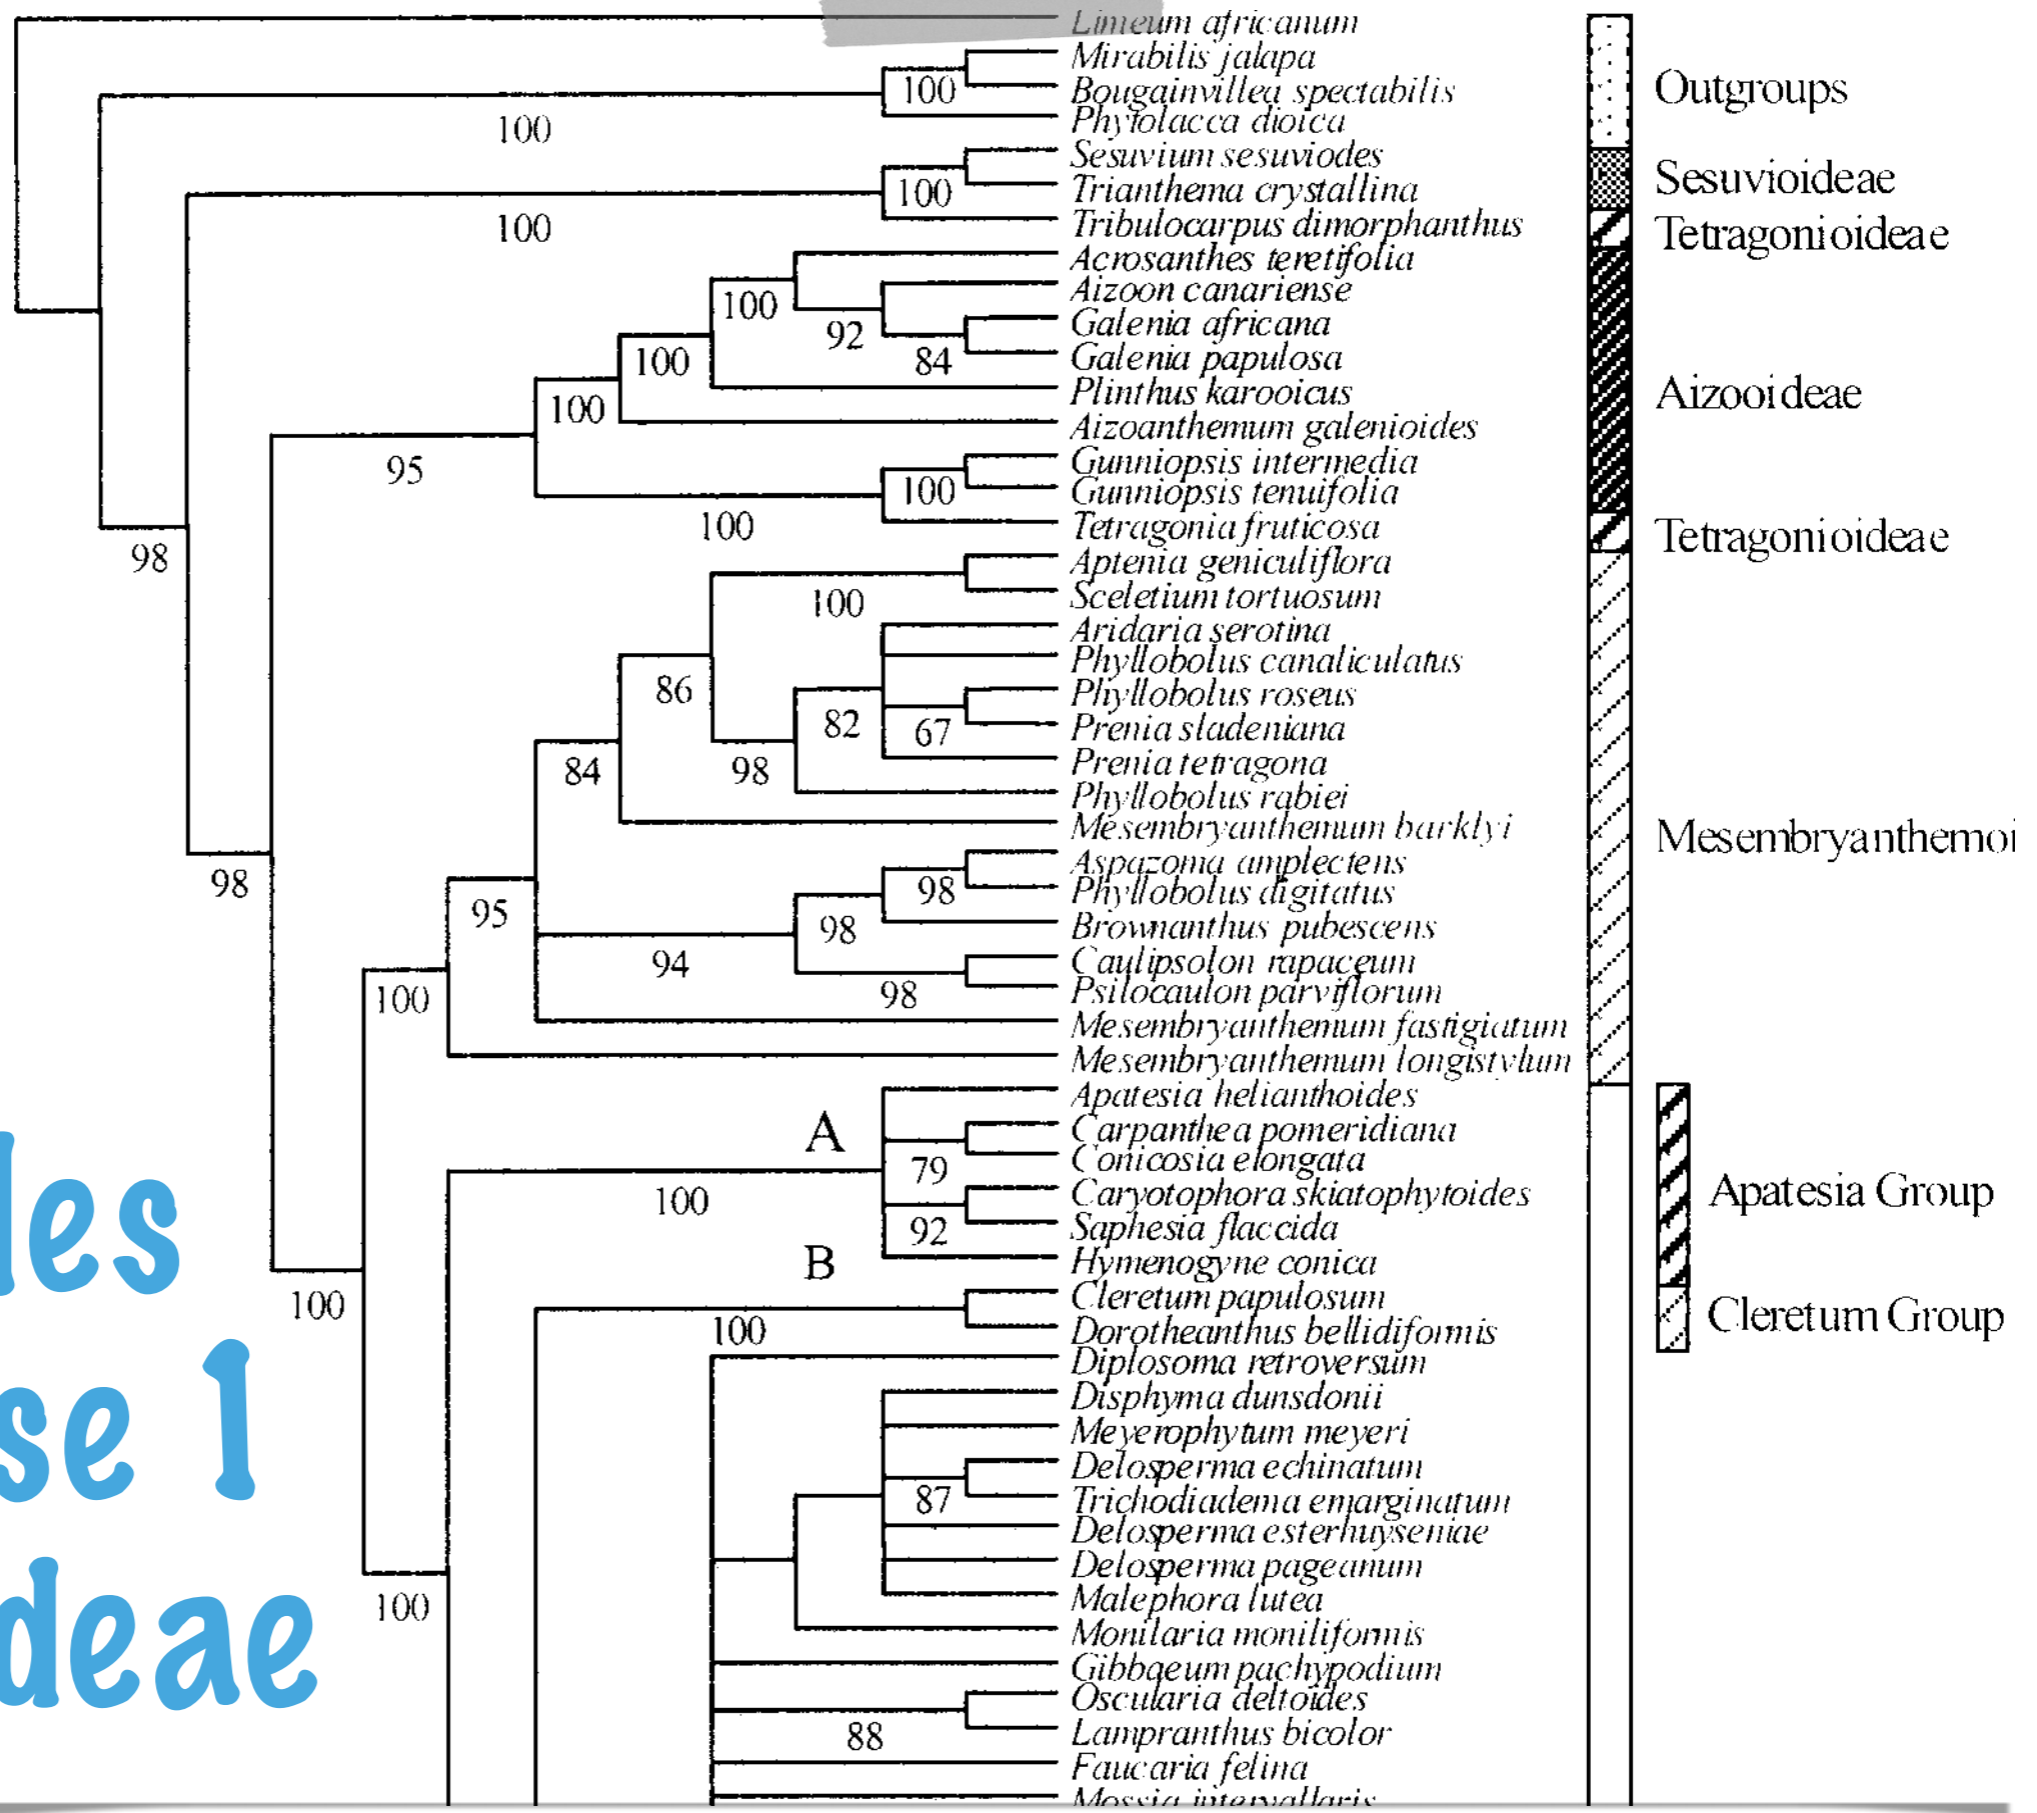 Limeum africanum
Mirabilis jalapa
Bougainvillea spectabilis
100
Phytolacca dioica
100
Outgroups
Sesuvium sesuviodes
Trianthema crystallina
100
Tribulocarpus dimorphanthus
100
Sesuvioideae
Tetragonioideae
Acrosanthes teretifolia
Aizoon canariense
100
Galenia africana
92
Galenia papulosa
84
100
Plinthus karooicus
100
Aizoanthemum galenioides
95
Aizooideae
Gunniopsis intermedia
Gunniopsis tenuifolia
100
Tetragonia fruticosa
100
98
Tetragonioideae
Aptenia geniculiflora
Sceletium tortuosum
100
Aridaria serotina
Phyllobolus canaliculatus
86
Phyllobolus roseus
Prenia sladeniana
82
67
Prenia tetragona
84
98
Phyllobolus rabiei
Mesembryanthemum barklyi
Mesembryanthemoi
Aspazoma amplectens
Phyllobolus digitatus
98
98
95
Brownanthus pubescens
98
94
Caulipsolon rapaceum
Psilocaulon parviflorum
98
100
Mesembryanthemum fastigiatum
Mesembryanthemum longistylum
Apatesia helianthoides
A
Carpanthea pomeridiana
Conicosia elongata
79
100
Caryotophora skiatophytoides
Saphesia flaccida
92
Apatesia Group
B
Hymenogyne conica
100
Cleretum papulosum
Dorotheanthus bellidiformis
100
Cleretum Group
Diplosoma retroversum
Disphyma dunsdonii
Meyerophytum meyeri
Delosperma echinatum
Trichodiadema emarginatum
87
Delosperma esterhuyseniae
Delosperma pageanum
Malephora lutea
100
Monilaria moniliformis
Gibbaeum pachypodium
Oscularia deltoides
Lampranthus bicolor
88
Faucaria felina
Mossia intervallaris
les
se 1
deae